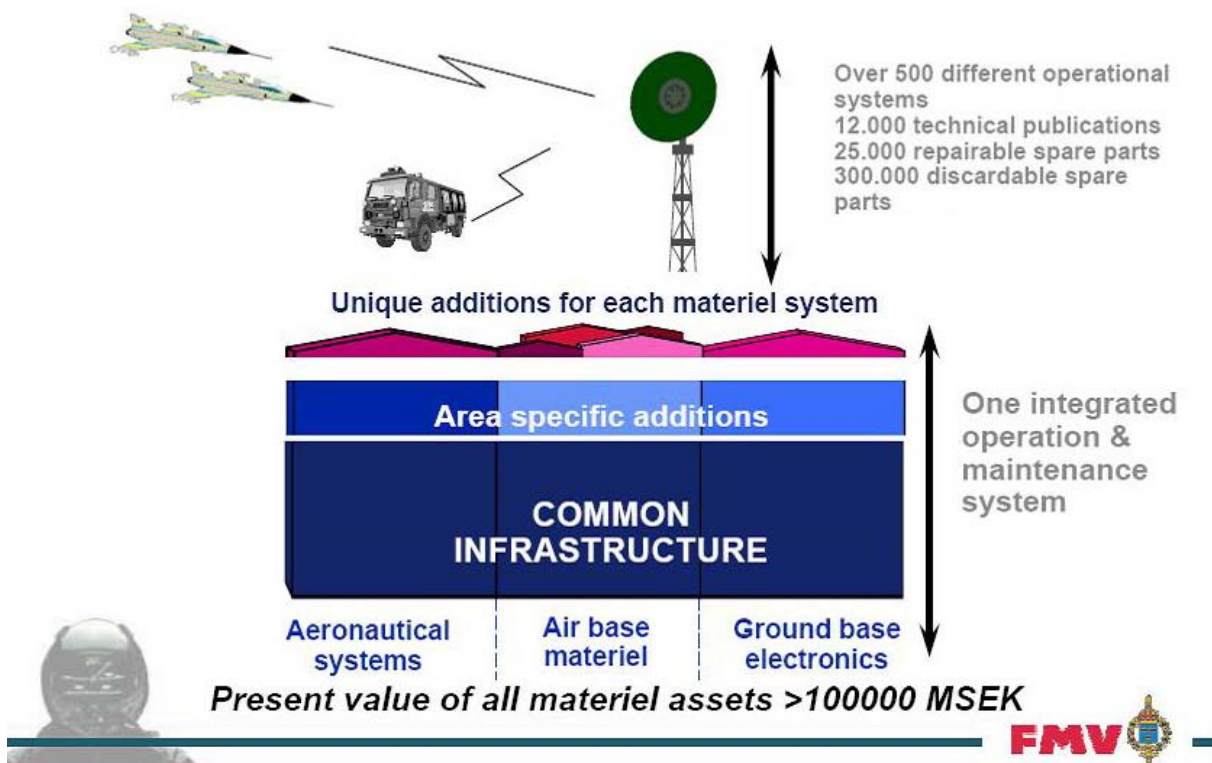 Over 500 different operational
systems
12.000 technical publications
25.000 repairable spare parts
300.000 discardable spare
parts
Unique additions for each materiel system
Area specific additions
COMMON
INFRASTRUCTURE
One integrated
operation &
maintenance
system
Aeronautical
systems
Air base
materiel
Ground base
electronics
Present value of all materiel assets >100000 MSEK
FMV